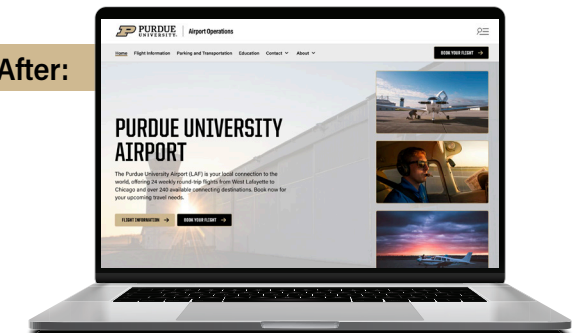 After:
PURDUE UNIVERSITY®
Airport Operations
Home Flight Information Parking and Transportation Education Contact About
BOOK YOUR FLIGHT →
PURDUE UNIVERSITY
AIRPORT
The Purdue University Airport (LAF) is your local connection to the
world, offering 24 weekly round-trip flights from West Lafayette to
Chicago and over 240 available connecting destinations. Book now for
your upcoming travel needs.
FLIGHT INFORMATION → BOOK YOUR FLIGHT →